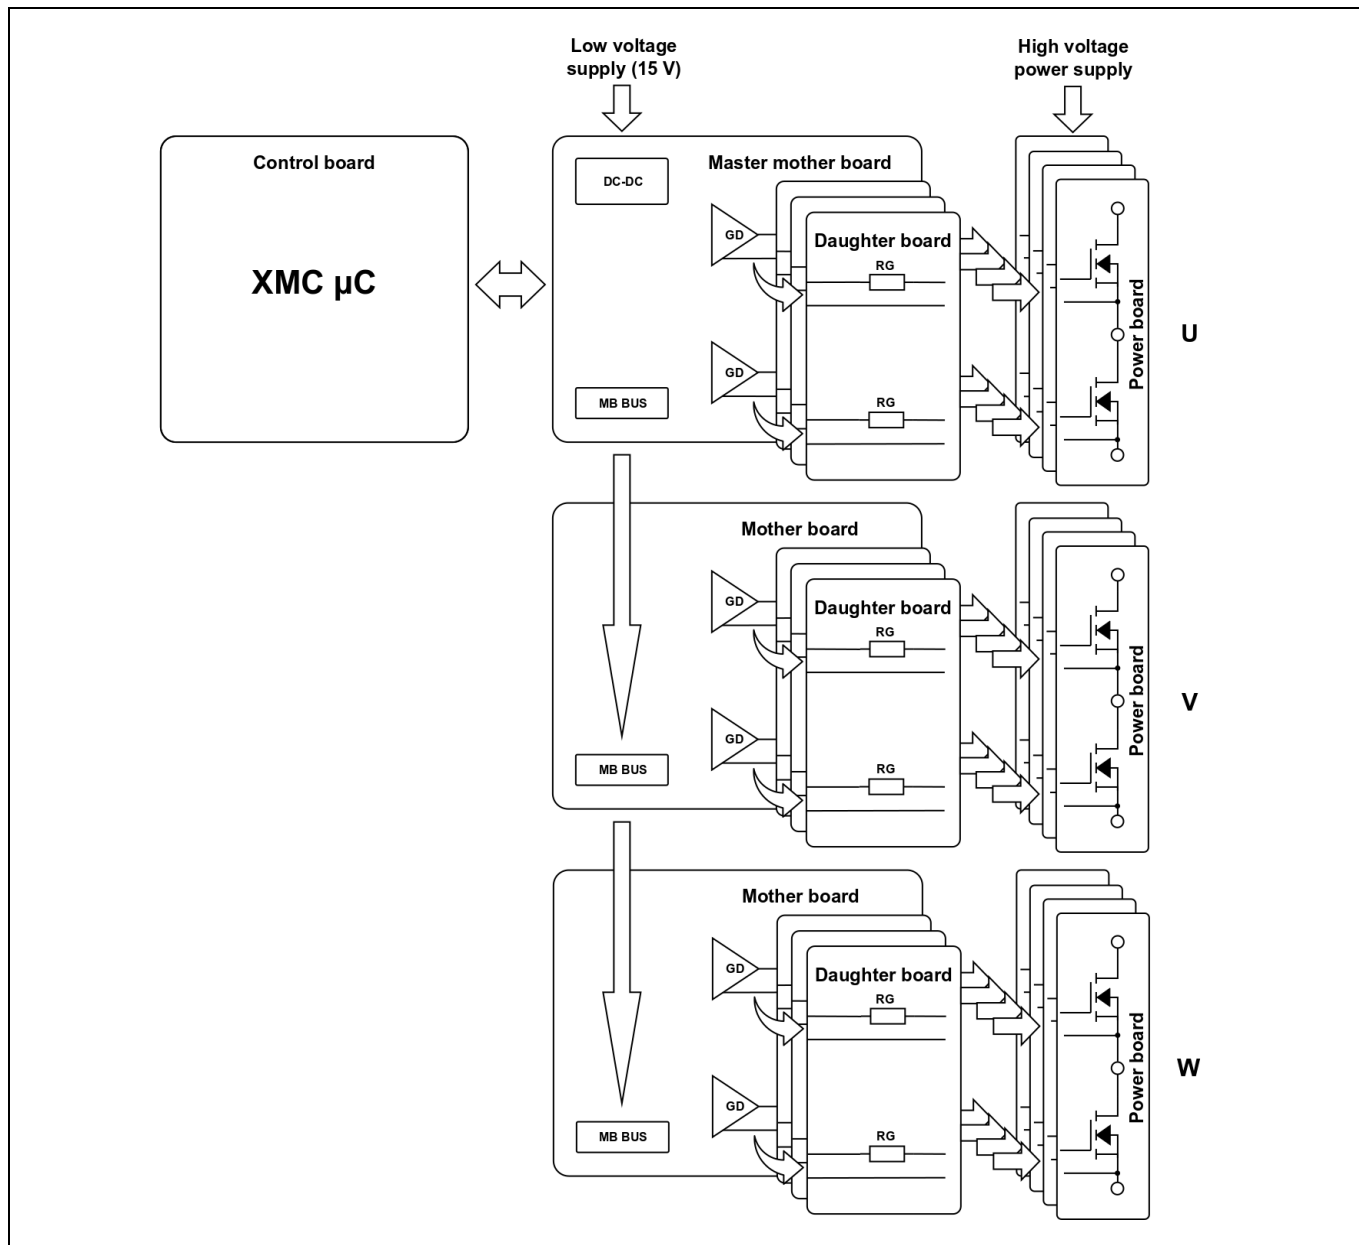 Low voltage
supply (15 V)
High voltage
power supply
Control board
XMC µC
Master mother board
DC-DC
MB BUS
GD
GD
Daughter board
RG
RG
Power board
U
Mother board
MB BUS
GD
GD
Daughter board
RG
RG
Power board
V
Mother board
MB BUS
GD
GD
Daughter board
RG
RG
Power board
W